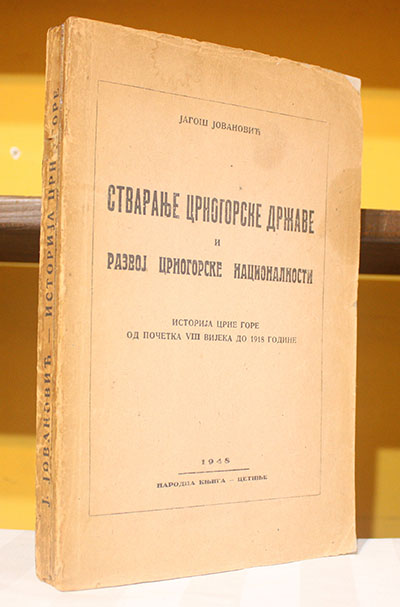 ЈАГОШ ЈОВАНОВИЋ
СТВАРАЊЕ ЦРНОГОРСКЕ ДРЖАВЕ
И
РАЗВОЈ ЦРНОГОРСКЕ НАЦИОНАЛНОСТИ
ИСТОРИЈА ЦРНЕ ГОРЕ
ОД ПОЧЕТКА VIII ВИЈЕКА ДО 1918 ГОДИНЕ
1948
НАРОДНА КЊИГА – ЦЕТИЊЕ
Ј. ЈОВАНОВИЋ – ИСТОРИЈА ЦРН ГОРЕ